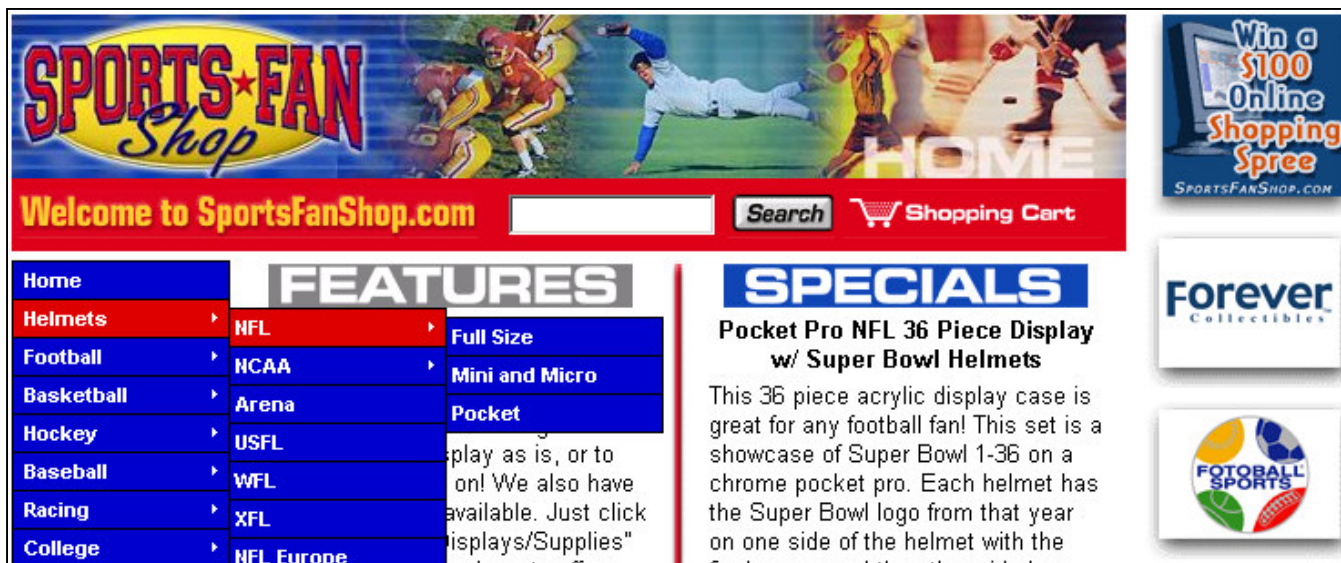 SPORTS★FAN
Shop
HOME
Welcome to SportsFanShop.com
Search
Shopping Cart
Win a
$100
Online
Shopping
Spree
SPORTSFANSHOP.COM
Forever
Collectibles
FOTOBALL
SPORTS
Home
Helmets
Football
Basketball
Hockey
Baseball
Racing
College
NFL
NCAA
Arena
USFL
WFL
XFL
NFL Europe
Full Size
Mini and Micro
Pocket
FEATURES
play as is, or to
on! We also have
available. Just click
isplays/Supplies"
SPECIALS
Pocket Pro NFL 36 Piece Display
w/ Super Bowl Helmets
This 36 piece acrylic display case is
great for any football fan! This set is a
showcase of Super Bowl 1-36 on a
chrome pocket pro. Each helmet has
the Super Bowl logo from that year
on one side of the helmet with the